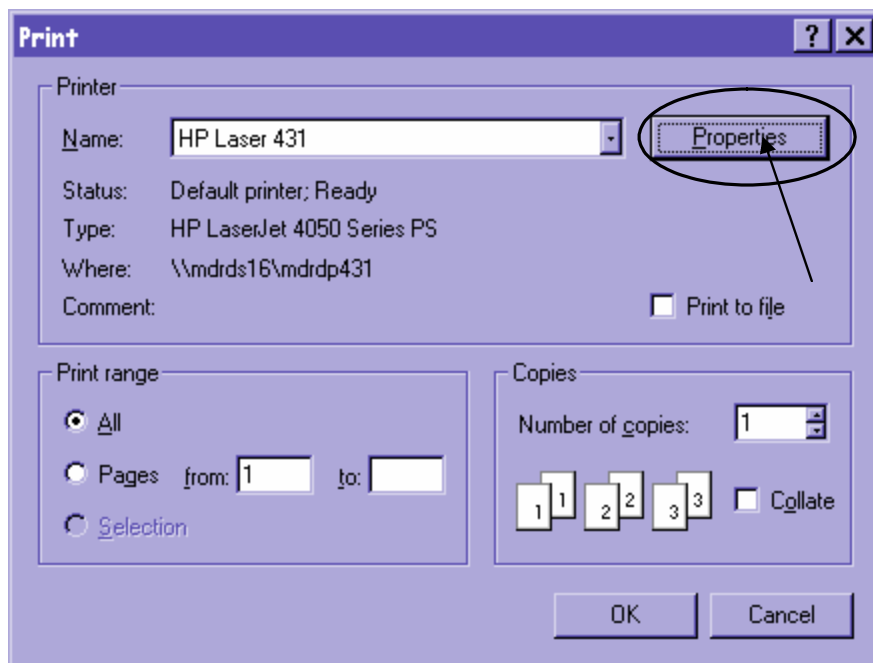 Print
Printer
Name: HP Laser 431 Properties
Status: Default printer; Ready
Type: HP LaserJet 4050 Series PS
Where: \\mdrds16\mdrdp431
Comment: Print to file
Print range
All
Pages from: 1 to:
Selection
Copies
Number of copies: 1
1 1 2 2 3 3 Collate
OK Cancel